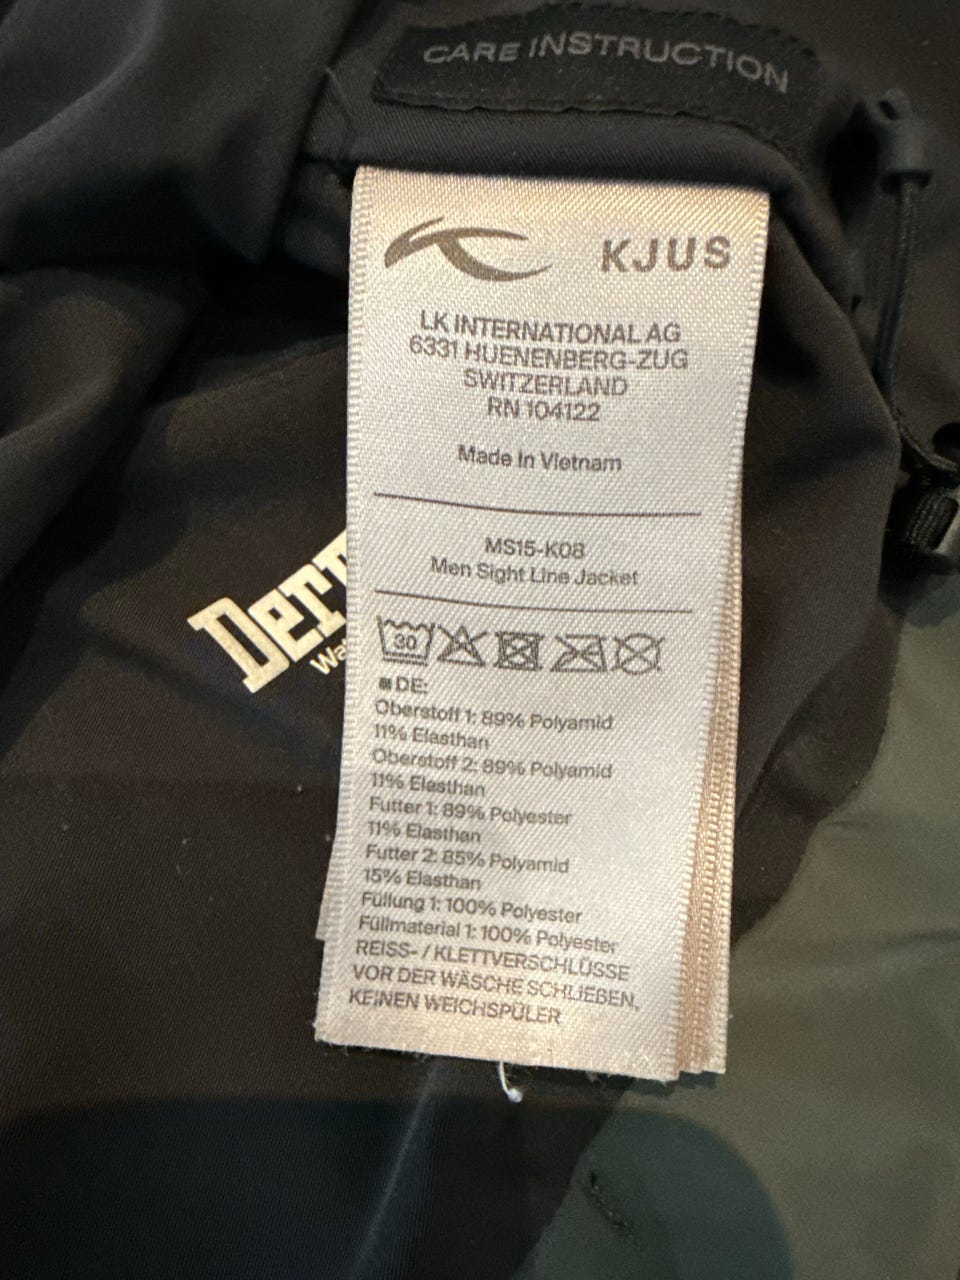 CARE INSTRUCTION
KJUS
LK INTERNATIONAL AG
6331 HUENENBERG-ZUG
SWITZERLAND
RN 104122
Made In Vietnam
MS15-K08
Men Sight Line Jacket
30
DE:
Oberstoff 1: 89% Polyamid
11% Elasthan
Oberstoff 2: 89% Polyamid
11% Elasthan
Futter 1: 89% Polyester
11% Elasthan
Futter 2: 85% Polyamid
15% Elasthan
Füllung 1: 100% Polyester
Füllmaterial 1: 100% Polyester
REISS- / KLETTVERSCHLÜSSE
VOR DER WÄSCHE SCHLIEßEN,
KEINEN WEICHSPÜLER